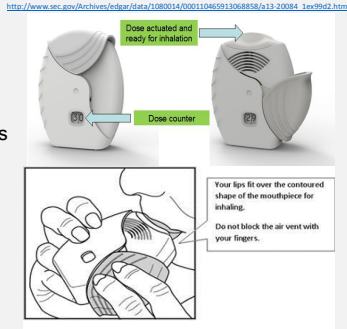 http://www.sec.gov/Archives/edgar/data/1080014/000110465913068858/a13-20084_1ex99d2.htm
Dose actuated and
ready for inhalation
30
29
Dose counter
s
Your lips fit over the contoured
shape of the mouthpiece for
inhaling.
Do not block the air vent with
your fingers.